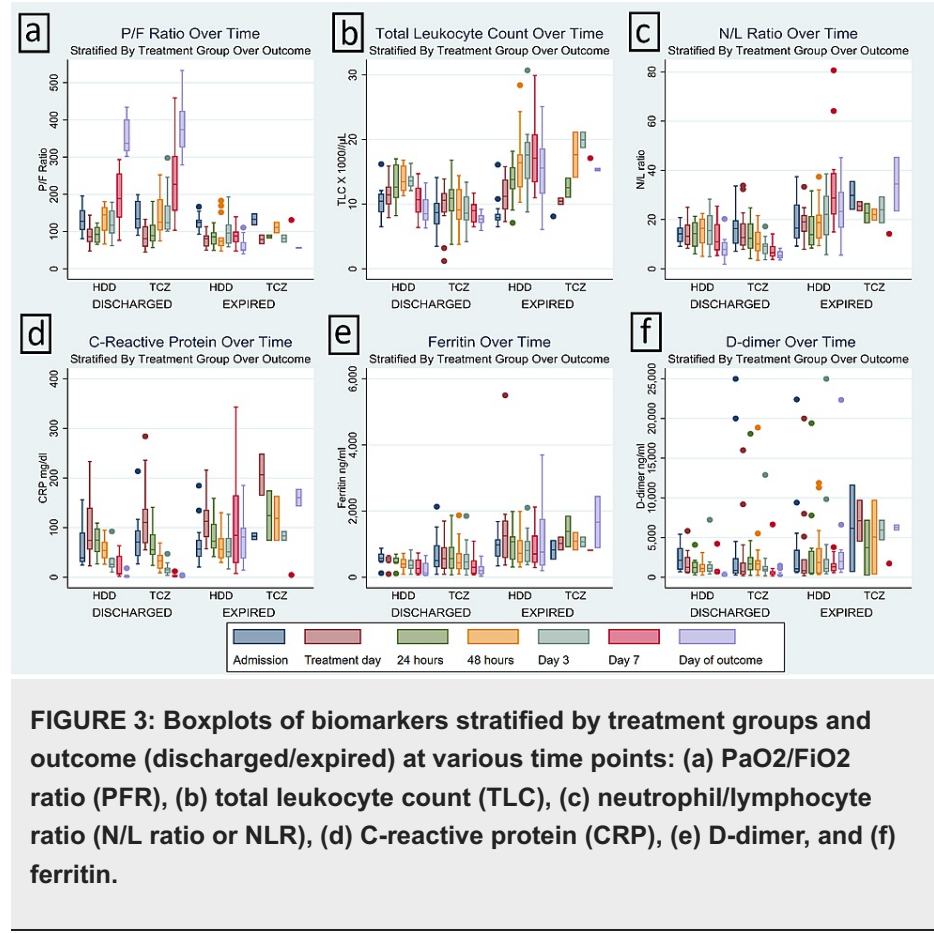 a
P/F Ratio Over Time
Stratified By Treatment Group Over Outcome
P/F Ratio
500
400
300
200
100
0
HDD TCZ HDD TCZ
DISCHARGED EXPIRED
b
Total Leukocyte Count Over Time
Stratified By Treatment Group Over Outcome
TLC X 1000//µL
30
20
10
0
HDD TCZ HDD TCZ
DISCHARGED EXPIRED
c
N/L Ratio Over Time
Stratified By Treatment Group Over Outcome
N/L ratio
80
60
40
20
0
HDD TCZ HDD TCZ
DISCHARGED EXPIRED
d
C-Reactive Protein Over Time
Stratified By Treatment Group Over Outcome
CRP mg/dl
400
300
200
100
0
HDD TCZ HDD TCZ
DISCHARGED EXPIRED
e
Ferritin Over Time
Stratified By Treatment Group Over Outcome
Ferritin ng/ml
6,000
4,000
2,000
0
HDD TCZ HDD TCZ
DISCHARGED EXPIRED
f
D-dimer Over Time
Stratified By Treatment Group Over Outcome
D-dimer ng/ml
25,000
20,000
15,000
10,000
5,000
0
HDD TCZ HDD TCZ
DISCHARGED EXPIRED
Admission Treatment day 24 hours 48 hours Day 3 Day 7 Day of outcome
FIGURE 3: Boxplots of biomarkers stratified by treatment groups and
outcome (discharged/expired) at various time points: (a) PaO2/FiO2
ratio (PFR), (b) total leukocyte count (TLC), (c) neutrophil/lymphocyte
ratio (N/L ratio or NLR), (d) C-reactive protein (CRP), (e) D-dimer, and (f)
ferritin.